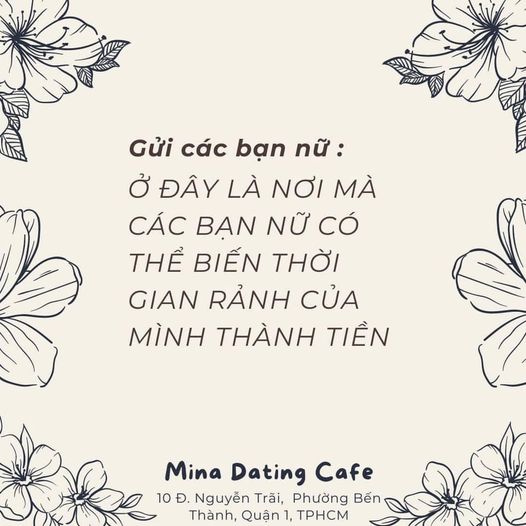 Gửi các bạn nữ :
Ở ĐÂY LÀ NƠI MÀ
CÁC BẠN NỮ CÓ
THỂ BIẾN THỜI
GIAN RẢNH CỦA
MÌNH THÀNH TIỀN
Mina Dating Cafe
10 Đ. Nguyễn Trãi, Phường Bến
Thành, Quận 1, TPHCM